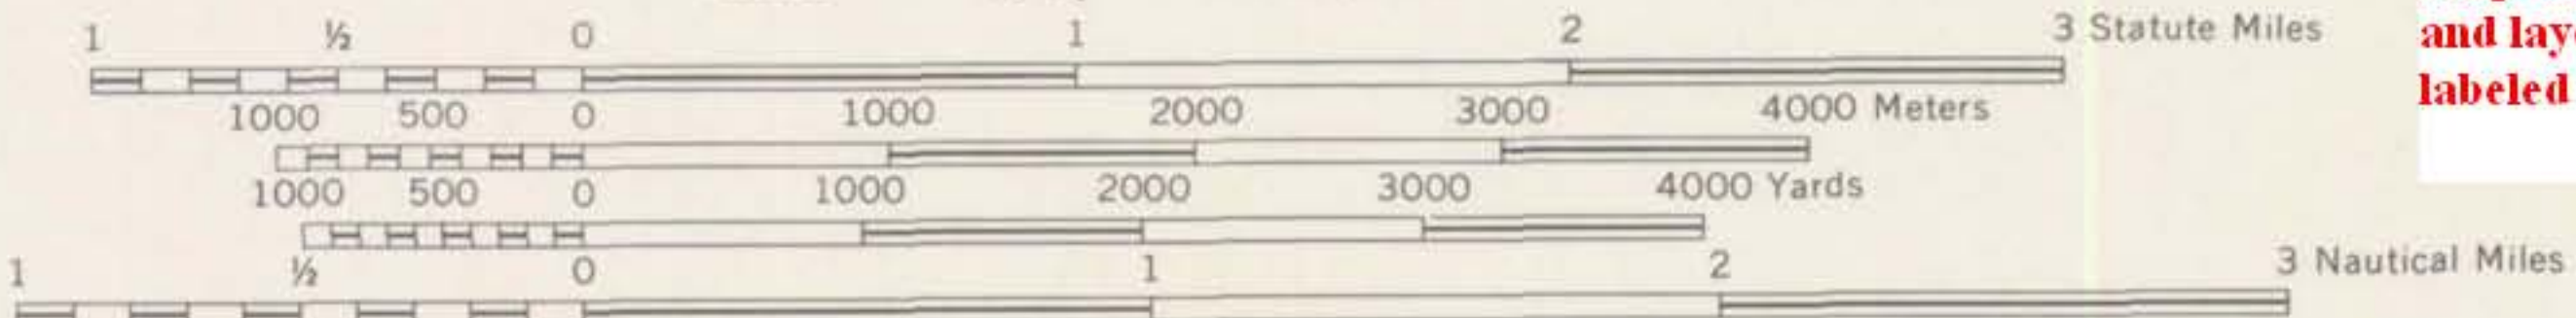 1 ½ 0 1 2 3 Statute Miles
1000 500 0 1000 2000 3000 4000 Meters
1000 500 0 1000 2000 3000 4000 Yards
1 ½ 0 1 2 3 Nautical Miles
and
labeled